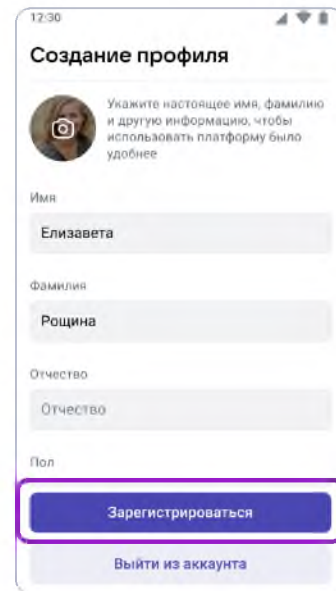 12:30
Создание профиля
Укажите настоящее имя, фамилию
и другую информацию, чтобы
использовать платформу было
удобнее
Имя
Елизавета
Фамилия
Рощина
Отчество
Отчество
Пол
Зарегистрироваться
Выйти из аккаунта